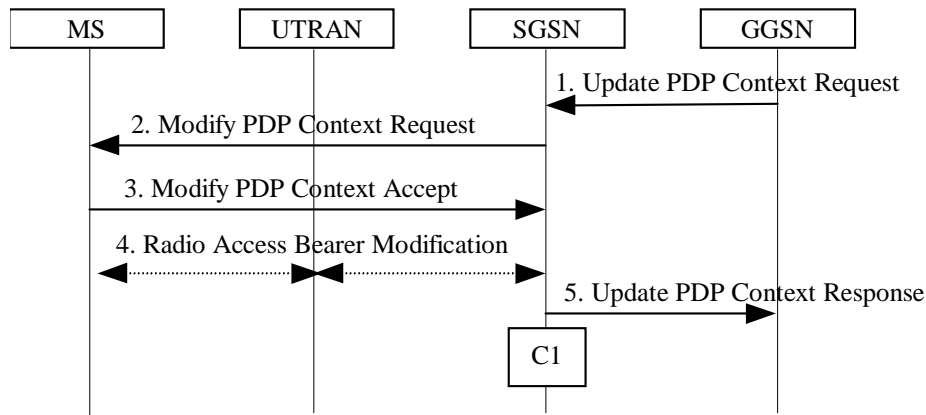 MS UTRAN SGSN GGSN
1. Update PDP Context Request
2. Modify PDP Context Request
3. Modify PDP Context Accept
4. Radio Access Bearer Modification
5. Update PDP Context Response
C1